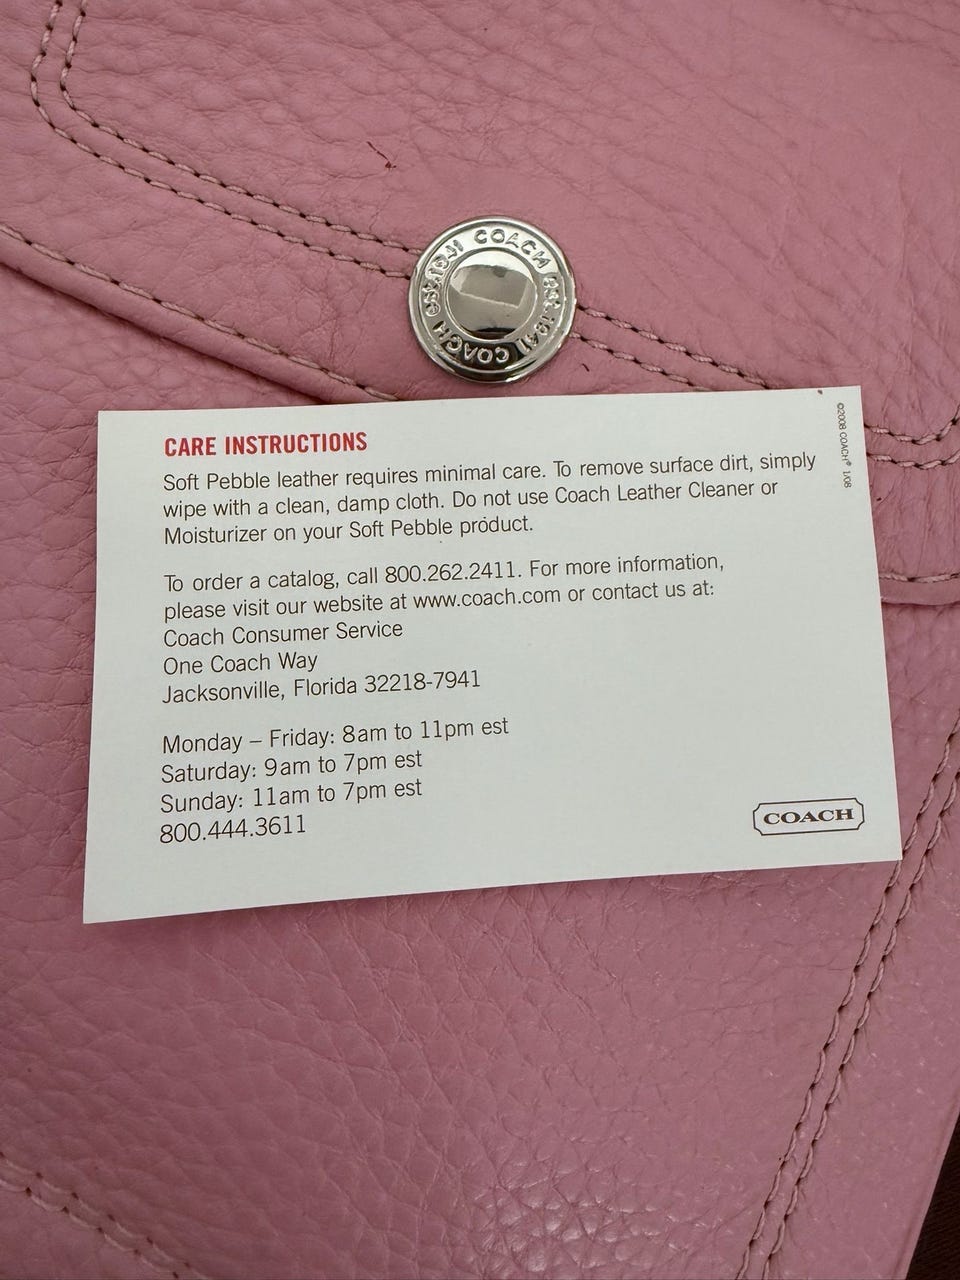 COACH est.1941 COACH est.1941
CARE INSTRUCTIONS
Soft Pebble leather requires minimal care. To remove surface dirt, simply
wipe with a clean, damp cloth. Do not use Coach Leather Cleaner or
Moisturizer on your Soft Pebble product.
To order a catalog, call 800.262.2411. For more information,
please visit our website at www.coach.com or contact us at:
Coach Consumer Service
One Coach Way
Jacksonville, Florida 32218-7941
Monday – Friday: 8am to 11pm est
Saturday: 9am to 7pm est
Sunday: 11am to 7pm est
800.444.3611
COACH
©2008 COACH® 1/08